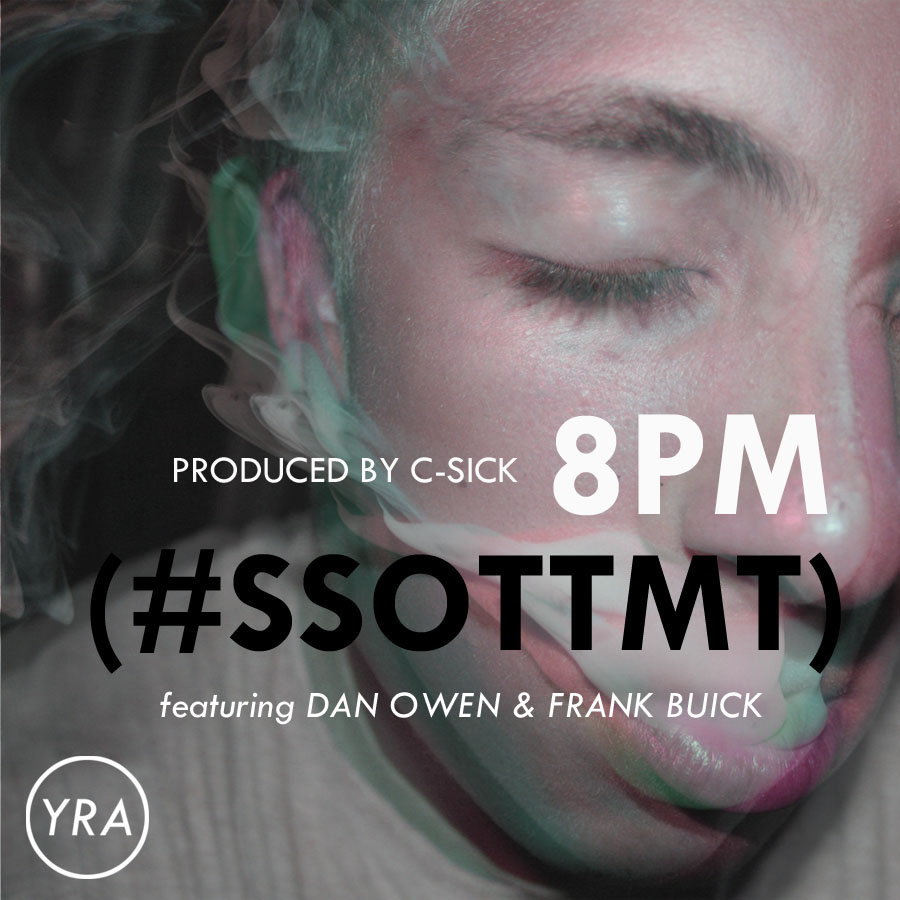 PRODUCED BY C-SICK 8PM
(#SSOTTMT)
featuring DAN OWEN & FRANK BUICK
YRA